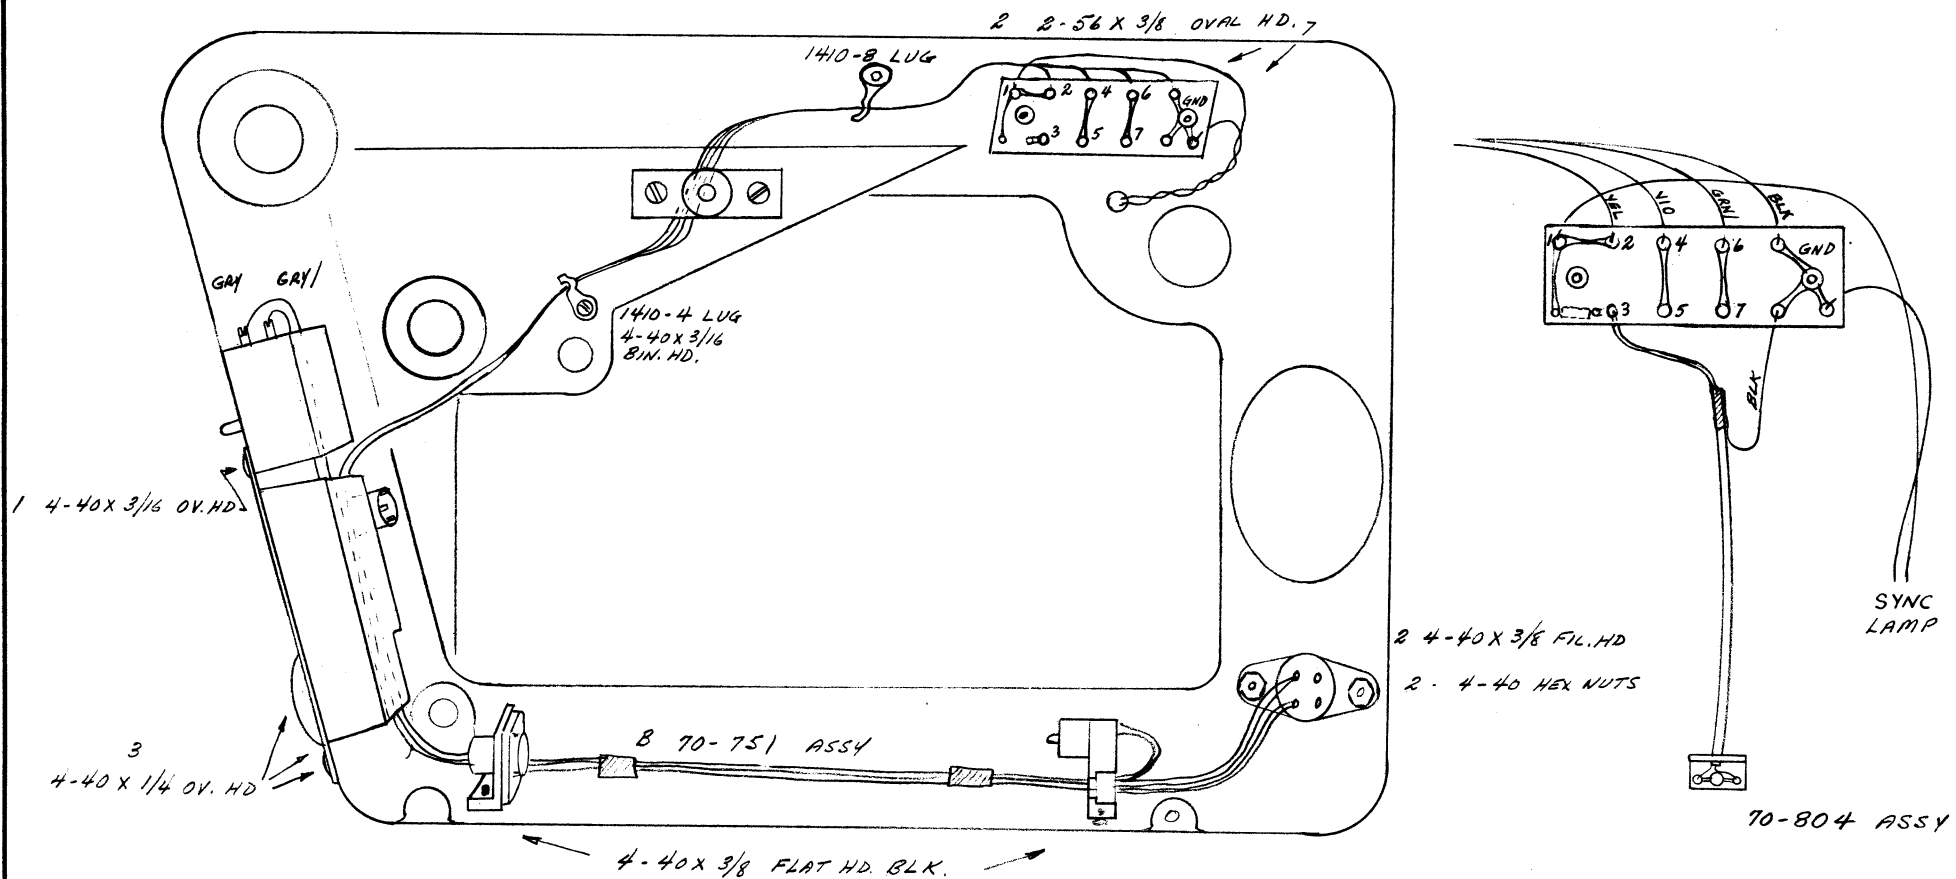 2 2-56 X 3/8 OVAL HD. 7
1410-8 LUG
1 2 4 6 GND
3 5 7
YEL VIO GRN/ BLK
1 2 4 6 GND
3 5 7
BLK
GRY GRY/
1410-4 LUG
4-40 X 3/16
BIN. HD.
1 4-40 X 3/16 OV. HD.
SYNC
LAMP
2 4-40 X 3/8 FIL. HD
2 - 4-40 HEX NUTS
3
4-40 X 1/4 OV. HD
B 70-751 ASSY
70-804 ASSY
4-40 X 3/8 FLAT HD. BLK.